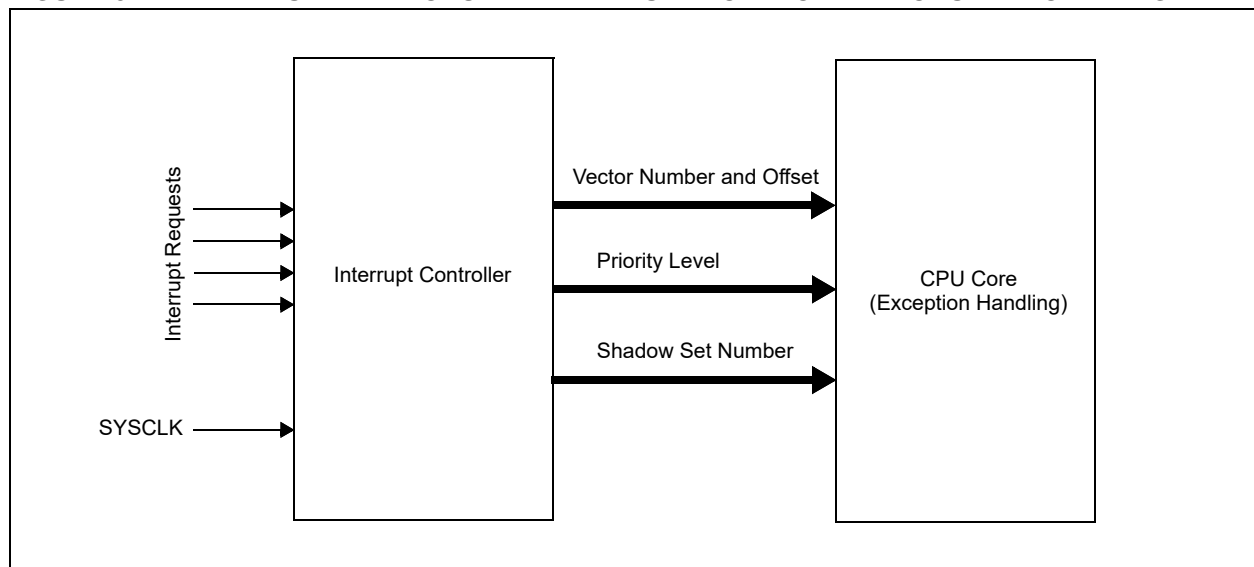 Vector Number and Offset
Interrupt Requests
Priority Level
Interrupt Controller
CPU Core
(Exception Handling)
Shadow Set Number
SYSCLK